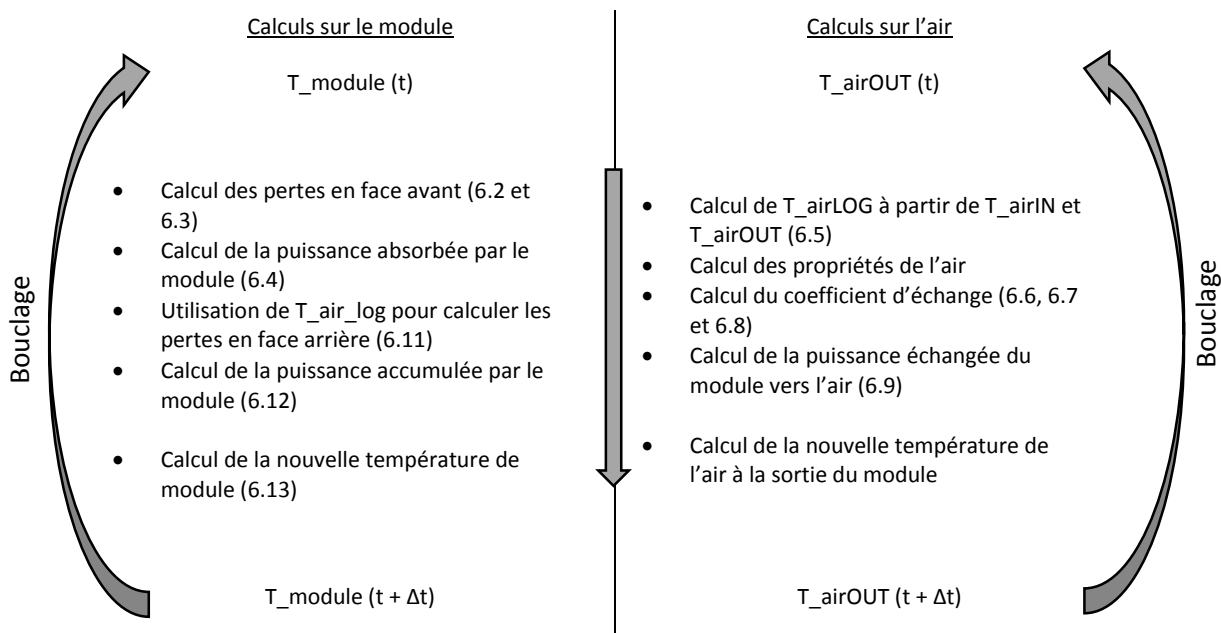 Calculs sur le module
T_module (t)
Bouclage
• Calcul des pertes en face avant (6.2 et
6.3)
• Calcul de la puissance absorbée par le
module (6.4)
• Utilisation de T_air_log pour calculer les
pertes en face arrière (6.11)
• Calcul de la puissance accumulée par le
module (6.12)
• Calcul de la nouvelle température de
module (6.13)
T_module (t + Δt)
Calculs sur l’air
T_airOUT (t)
• Calcul de T_airLOG à partir de T_airIN et
T_airOUT (6.5)
• Calcul des propriétés de l’air
• Calcul du coefficient d’échange (6.6, 6.7
et 6.8)
• Calcul de la puissance échangée du
module vers l’air (6.9)
• Calcul de la nouvelle température de
l’air à la sortie du module
T_airOUT (t + Δt)
Bouclage